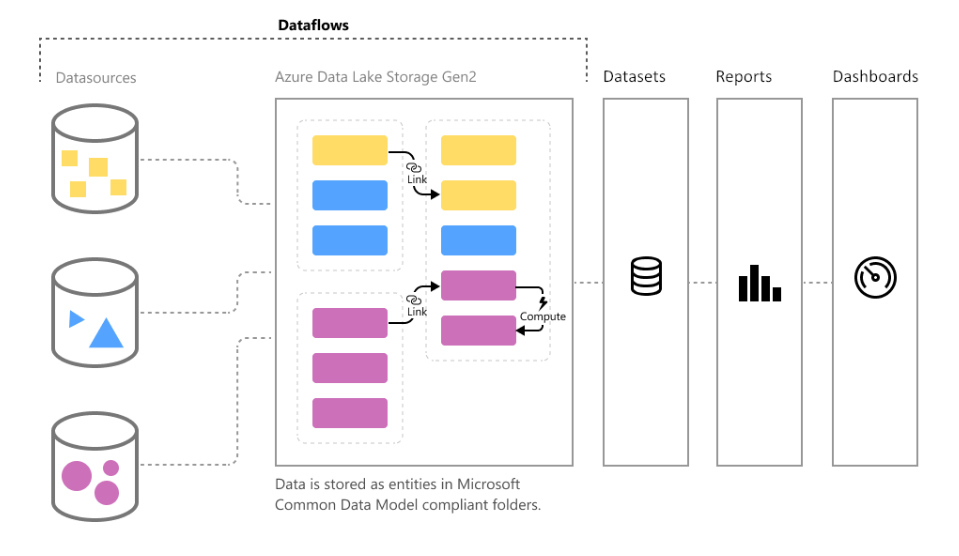 Dataflows
Datasources
Azure Data Lake Storage Gen2
Datasets
Reports
Dashboards
Link
Link
Compute
Data is stored as entities in Microsoft
Common Data Model compliant folders.